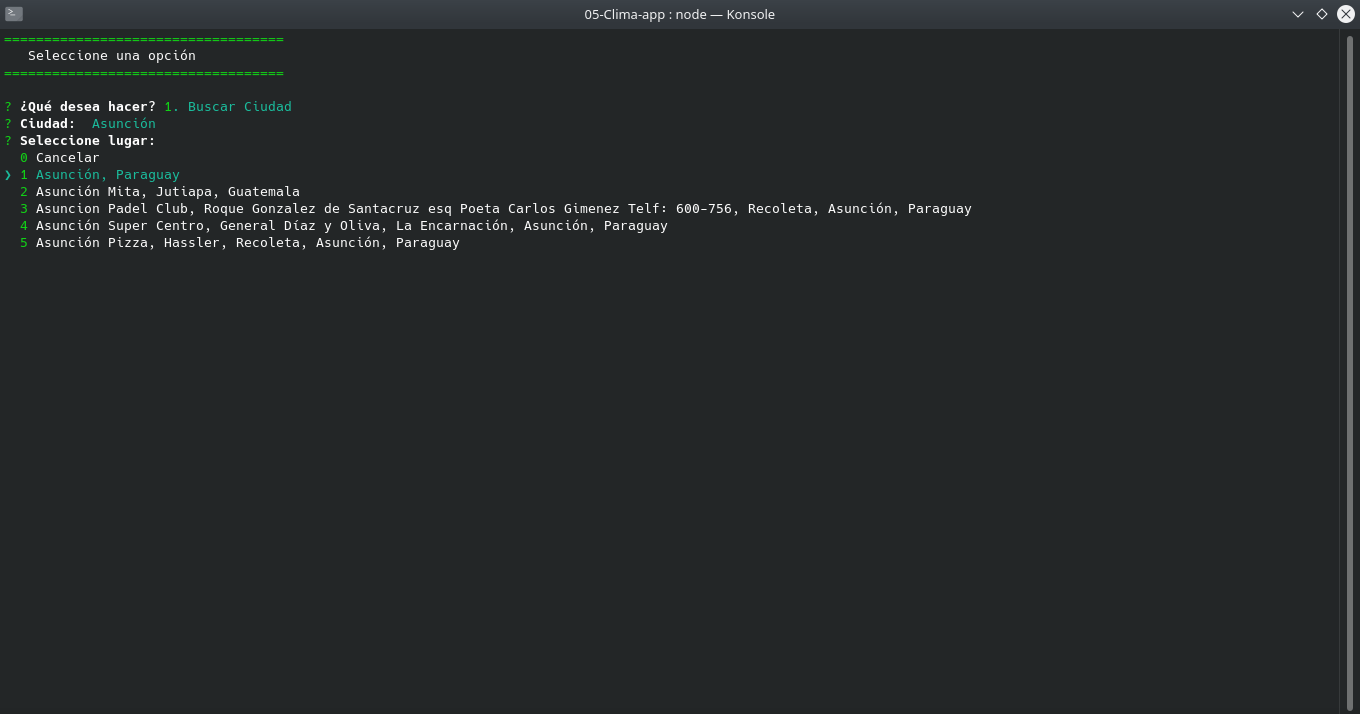 05-Clima-app : node — Konsole
===================================
Seleccione una opción
===================================
? ¿Qué desea hacer? 1. Buscar Ciudad
? Ciudad:  Asunción
? Seleccione lugar:
0 Cancelar
❯ 1 Asunción, Paraguay
2 Asunción Mita, Jutiapa, Guatemala
3 Asuncion Padel Club, Roque Gonzalez de Santacruz esq Poeta Carlos Gimenez Telf: 600-756, Recoleta, Asunción, Paraguay
4 Asunción Super Centro, General Díaz y Oliva, La Encarnación, Asunción, Paraguay
5 Asunción Pizza, Hassler, Recoleta, Asunción, Paraguay